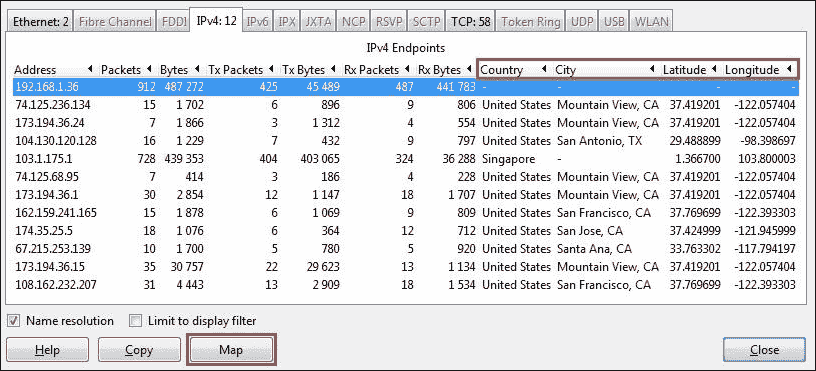 Ethernet: 2 Fibre Channel FDDI IPv4: 12 IPv6 IPX JXTA NCP RSVP SCTP TCP: 58 Token Ring UDP USB WLAN
IPv4 Endpoints
Address Packets Bytes Tx Packets Tx Bytes Rx Packets Rx Bytes Country City Latitude Longitude
192.168.1.36 912 487 272 425 45 489 487 441 783 - - - -
74.125.236.134 15 1 702 6 896 9 806 United States Mountain View, CA 37.419201 -122.057404
173.194.36.24 7 1 866 3 1 312 4 554 United States Mountain View, CA 37.419201 -122.057404
104.130.120.128 16 1 229 7 432 9 797 United States San Antonio, TX 29.488899 -98.398697
103.1.175.1 728 439 353 404 403 065 324 36 288 Singapore - 1.366700 103.800003
74.125.68.95 7 414 3 186 4 228 United States Mountain View, CA 37.419201 -122.057404
173.194.36.1 30 2 854 12 1 147 18 1 707 United States Mountain View, CA 37.419201 -122.057404
162.159.241.165 15 1 878 6 1 069 9 809 United States San Francisco, CA 37.769699 -122.393303
174.35.25.5 18 1 076 6 364 12 712 United States San Jose, CA 37.424999 -121.945999
67.215.253.139 10 1 700 5 780 5 920 United States Santa Ana, CA 33.763302 -117.794197
173.194.36.15 35 30 757 22 29 623 13 1 134 United States Mountain View, CA 37.419201 -122.057404
108.162.232.207 31 4 443 13 2 909 18 1 534 United States San Francisco, CA 37.769699 -122.393303
Name resolution Limit to display filter
Help Copy Map Close